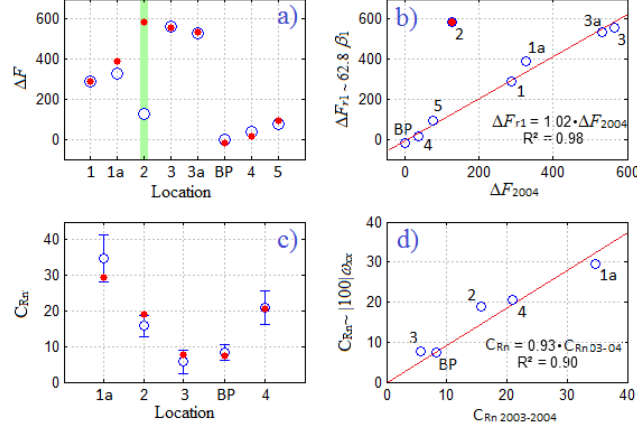 a)
600
400
200
0
ΔF
1 1a 2 3 3a BP 4 5
Location
b)
600
400
200
0
ΔF_r1 ~ 62.8 β_1
2
3a
3
1a
1
5
BP
4
ΔF_r1 = 1.02·ΔF_2004
R² = 0.98
0 200 400 600
ΔF_2004
c)
40
30
20
10
0
C_Rn
1a 2 3 BP 4
Location
d)
40
30
20
10
0
C_Rn ~ |100|ω_xx
1a
2
4
3
BP
C_Rn = 0.93·C_Rn 03-04
R² = 0.90
0 10 20 30 40
C_Rn 2003-2004